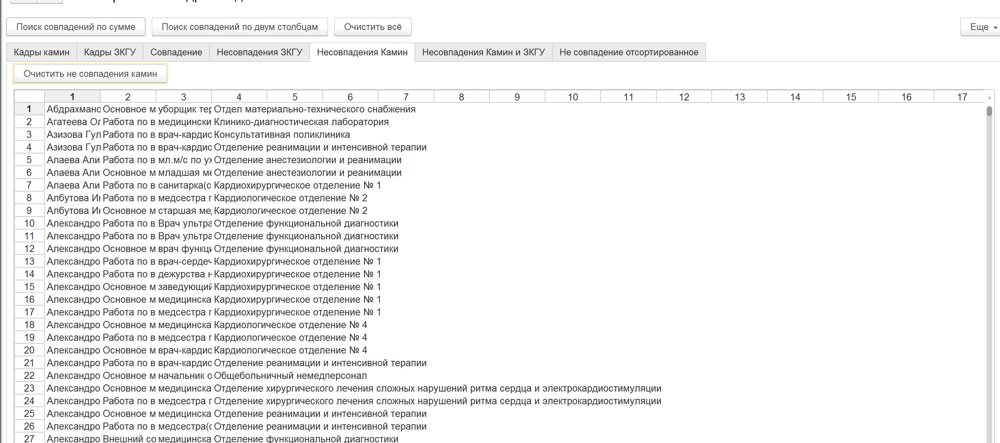 Поиск совпадений по сумме Поиск совпадений по двум столбцам Очистить всё Еще
Кадры камин Кадры ЗКГУ Совпадение Несовпадения ЗКГУ Несовпадения Камин Несовпадения Камин и ЗКГУ Не совпадение отсортированное
Очистить не совпадения камин
1 2 3 4 5 6 7 8 9 10 11 12 13 14 15 16 17
1 Абдрахмано Основное м уборщик тер Отдел материально-технического снабжения
2 Агатеева Ол Работа по в медицински Клинико-диагностическая лаборатория
3 Азизова Гул Работа по в врач-кардио Консультативная поликлиника
4 Азизова Гул Работа по в врач-кардио Отделение реанимации и интенсивной терапии
5 Алаева Али Работа по в мл.м/с по ух Отделение анестезиологии и реанимации
6 Алаева Али Основное м младшая ме Отделение анестезиологии и реанимации
7 Алаева Али Работа по в санитарка(с Кардиохирургическое отделение № 1
8 Албутова Ин Работа по в медсестра п Кардиологическое отделение № 2
9 Албутова Ин Основное м старшая мед Кардиологическое отделение № 2
10 Александро Работа по в Врач ультра Отделение функциональной диагностики
11 Александро Работа по в Врач ультра Отделение функциональной диагностики
12 Александро Основное м врач функци Отделение функциональной диагностики
13 Александро Работа по в врач-сердеч Кардиохирургическое отделение № 1
14 Александро Работа по в дежурства н Кардиохирургическое отделение № 1
15 Александро Основное м заведующий Кардиохирургическое отделение № 1
16 Александро Основное м медицинска Кардиохирургическое отделение № 1
17 Александро Работа по в медсестра п Кардиохирургическое отделение № 1
18 Александро Основное м медицинска Кардиологическое отделение № 4
19 Александро Работа по в медсестра п Кардиологическое отделение № 4
20 Александро Основное м врач-кардио Кардиологическое отделение № 4
21 Александро Работа по в врач-кардио Отделение реанимации и интенсивной терапии
22 Александро Основное м начальник о Общебольничный немедперсонал
23 Александро Основное м медицинска Отделение хирургического лечения сложных нарушений ритма сердца и электрокардиостимуляции
24 Александро Работа по в медсестра п Отделение хирургического лечения сложных нарушений ритма сердца и электрокардиостимуляции
25 Александро Основное м медицинска Отделение реанимации и интенсивной терапии
26 Александро Работа по в медсестра(с Отделение реанимации и интенсивной терапии
27 Александро Внешний со медицинска Отделение функциональной диагностики